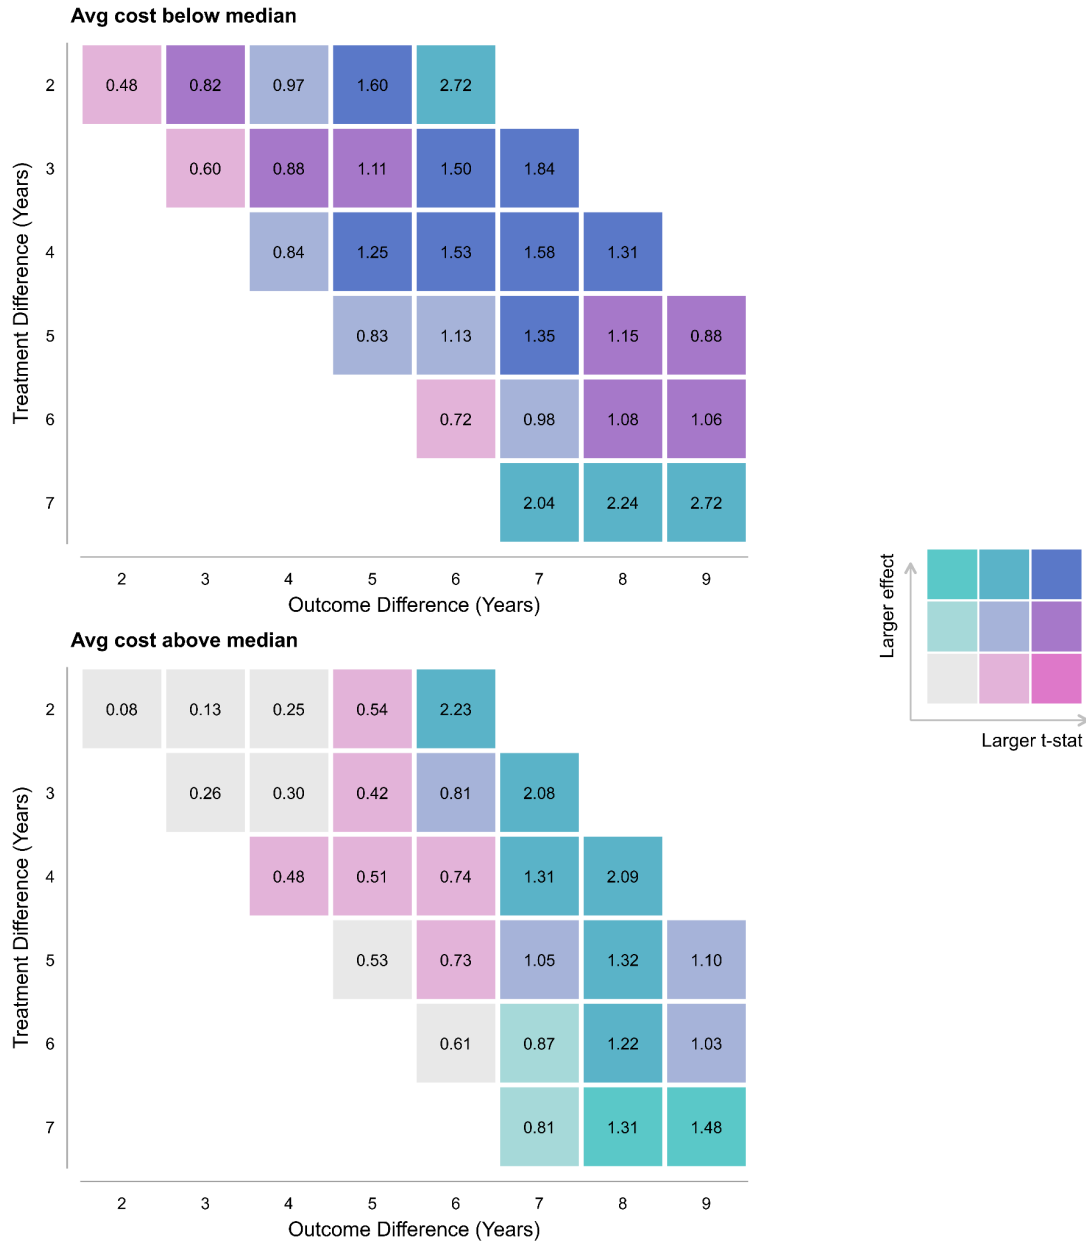 Avg cost below median
Treatment Difference (Years)
2 0.48 0.82 0.97 1.60 2.72
3 0.60 0.88 1.11 1.50 1.84
4 0.84 1.25 1.53 1.58 1.31
5 0.83 1.13 1.35 1.15 0.88
6 0.72 0.98 1.08 1.06
7 2.04 2.24 2.72
2 3 4 5 6 7 8 9
Outcome Difference (Years)
Larger effect
Larger t-stat
Avg cost above median
Treatment Difference (Years)
2 0.08 0.13 0.25 0.54 2.23
3 0.26 0.30 0.42 0.81 2.08
4 0.48 0.51 0.74 1.31 2.09
5 0.53 0.73 1.05 1.32 1.10
6 0.61 0.87 1.22 1.03
7 0.81 1.31 1.48
2 3 4 5 6 7 8 9
Outcome Difference (Years)